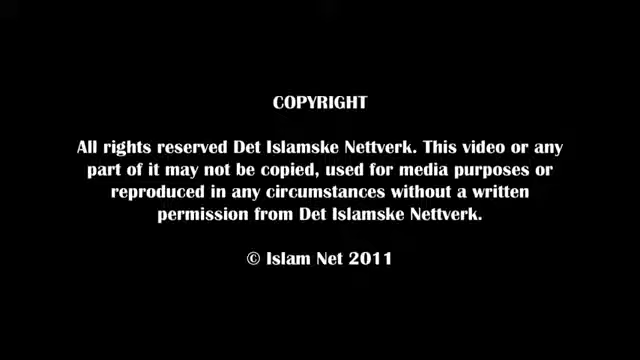 COPYRIGHT
All rights reserved Det Islamske Nettverk. This video or any
part of it may not be copied, used for media purposes or
reproduced in any circumstances without a written
permission from Det Islamske Nettverk.
© Islam Net 2011